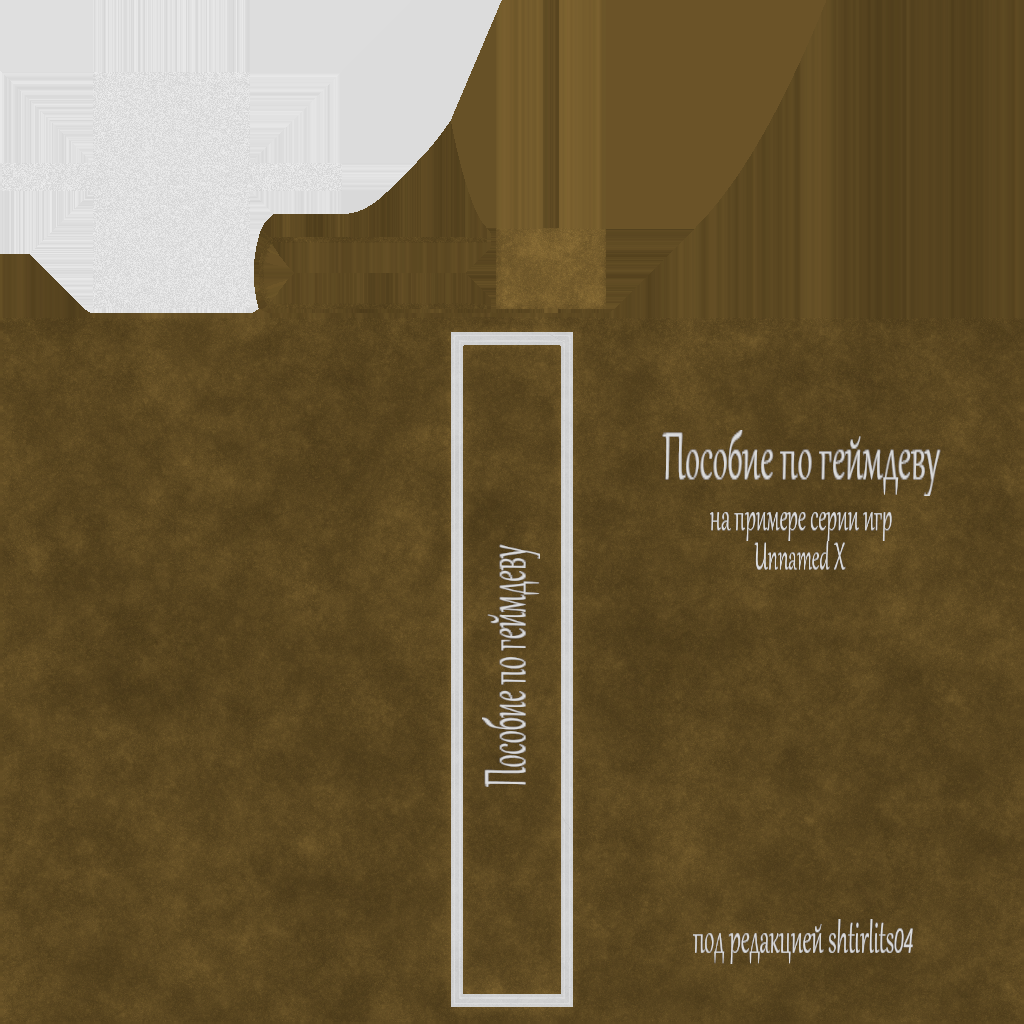 Пособие по геймдеву
на примере серии игр
Unnamed X
Пособие по геймдеву
под редакцией shtirlits04